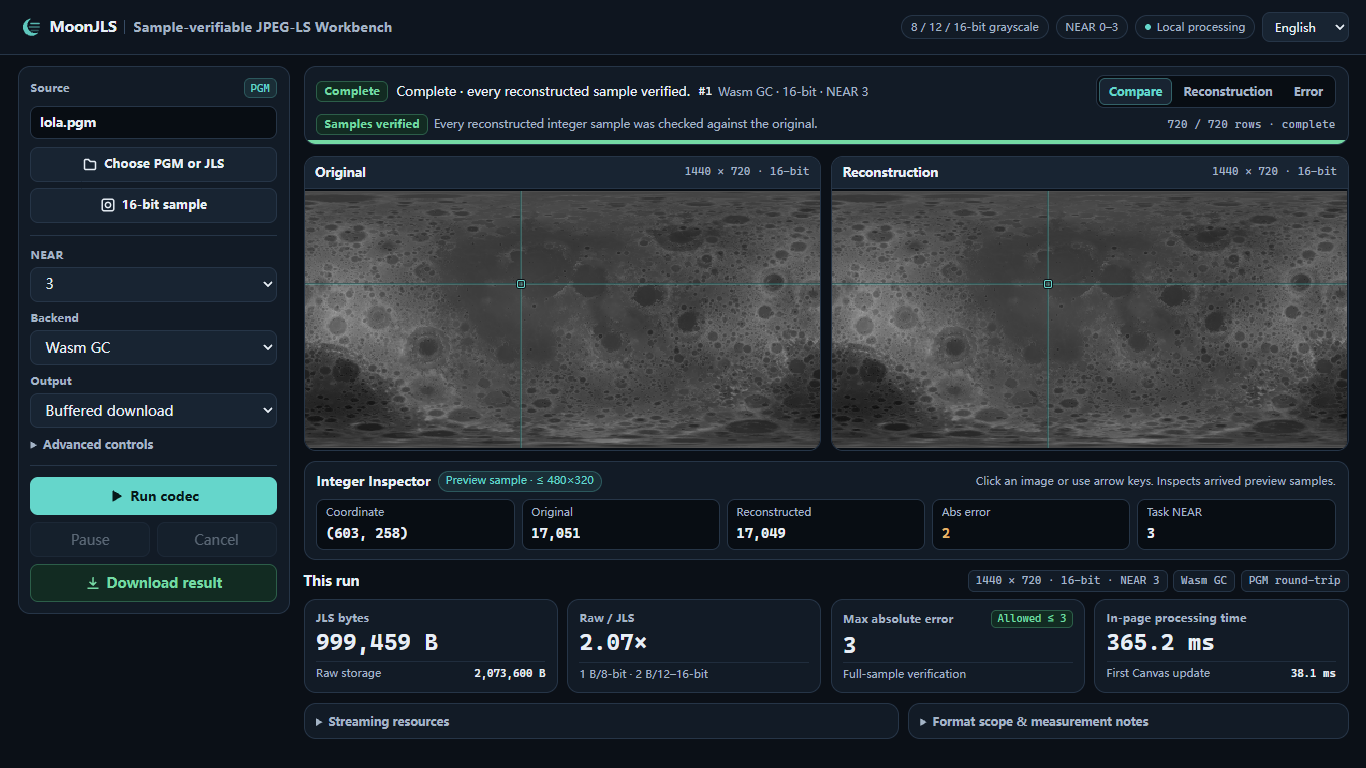 MoonJLS
Sample-verifiable JPEG-LS Workbench
8 / 12 / 16-bit grayscale
NEAR 0–3
Local processing
English
Source
PGM
lola.pgm
Choose PGM or JLS
16-bit sample
NEAR
3
Backend
Wasm GC
Output
Buffered download
Advanced controls
Run codec
Pause
Cancel
Download result
Complete
Complete · every reconstructed sample verified. #1 Wasm GC · 16-bit · NEAR 3
Compare
Reconstruction
Error
Samples verified
Every reconstructed integer sample was checked against the original.
720 / 720 rows · complete
Original
1440 × 720 · 16-bit
Reconstruction
1440 × 720 · 16-bit
Integer Inspector
Preview sample · ≤ 480×320
Click an image or use arrow keys. Inspects arrived preview samples.
Coordinate
(603, 258)
Original
17,051
Reconstructed
17,049
Abs error
2
Task NEAR
3
This run
1440 × 720 · 16-bit · NEAR 3
Wasm GC
PGM round-trip
JLS bytes
999,459 B
Raw storage
2,073,600 B
Raw / JLS
2.07×
1 B/8-bit · 2 B/12–16-bit
Max absolute error
Allowed ≤ 3
3
Full-sample verification
In-page processing time
365.2 ms
First Canvas update
38.1 ms
Streaming resources
Format scope & measurement notes